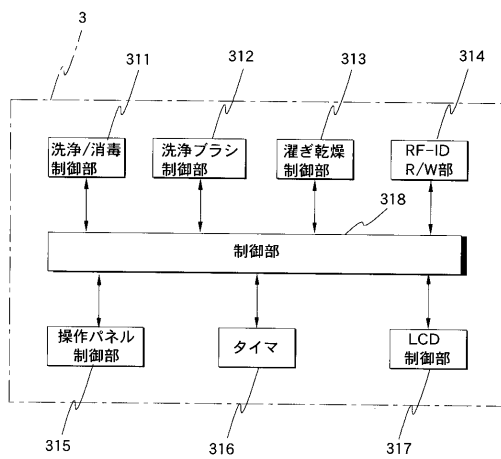 3
311
312
313
314
洗浄/消毒
制御部
洗浄ブラシ
制御部
濯ぎ乾燥
制御部
RF-ID
R/W部
318
制御部
操作パネル
制御部
タイマ
LCD
制御部
315
316
317